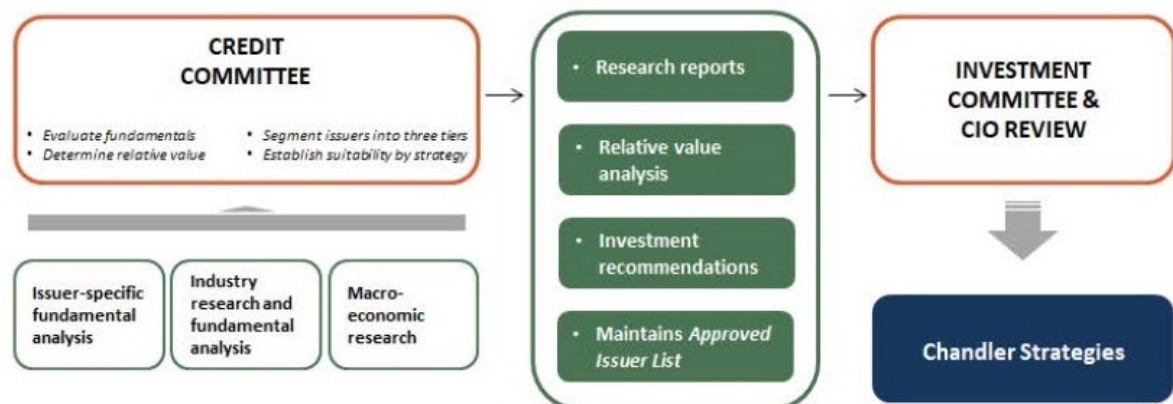 CREDIT
COMMITTEE
• Evaluate fundamentals
• Determine relative value
• Segment issuers into three tiers
• Establish suitability by strategy
Issuer-specific
fundamental
analysis
Industry
research and
fundamental
analysis
Macro-
economic
research
• Research reports
• Relative value
analysis
• Investment
recommendations
• Maintains Approved
Issuer List
INVESTMENT
COMMITTEE &
CIO REVIEW
Chandler Strategies